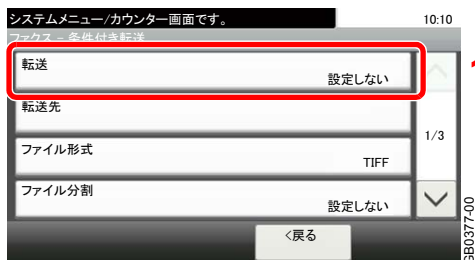 システムメニュー/カウンター画面です。 10:10
ファクス - 条件付き転送
転送
設定しない
転送先
1/3
ファイル形式
TIFF
ファイル分割
設定しない
<戻る
GB0377-00